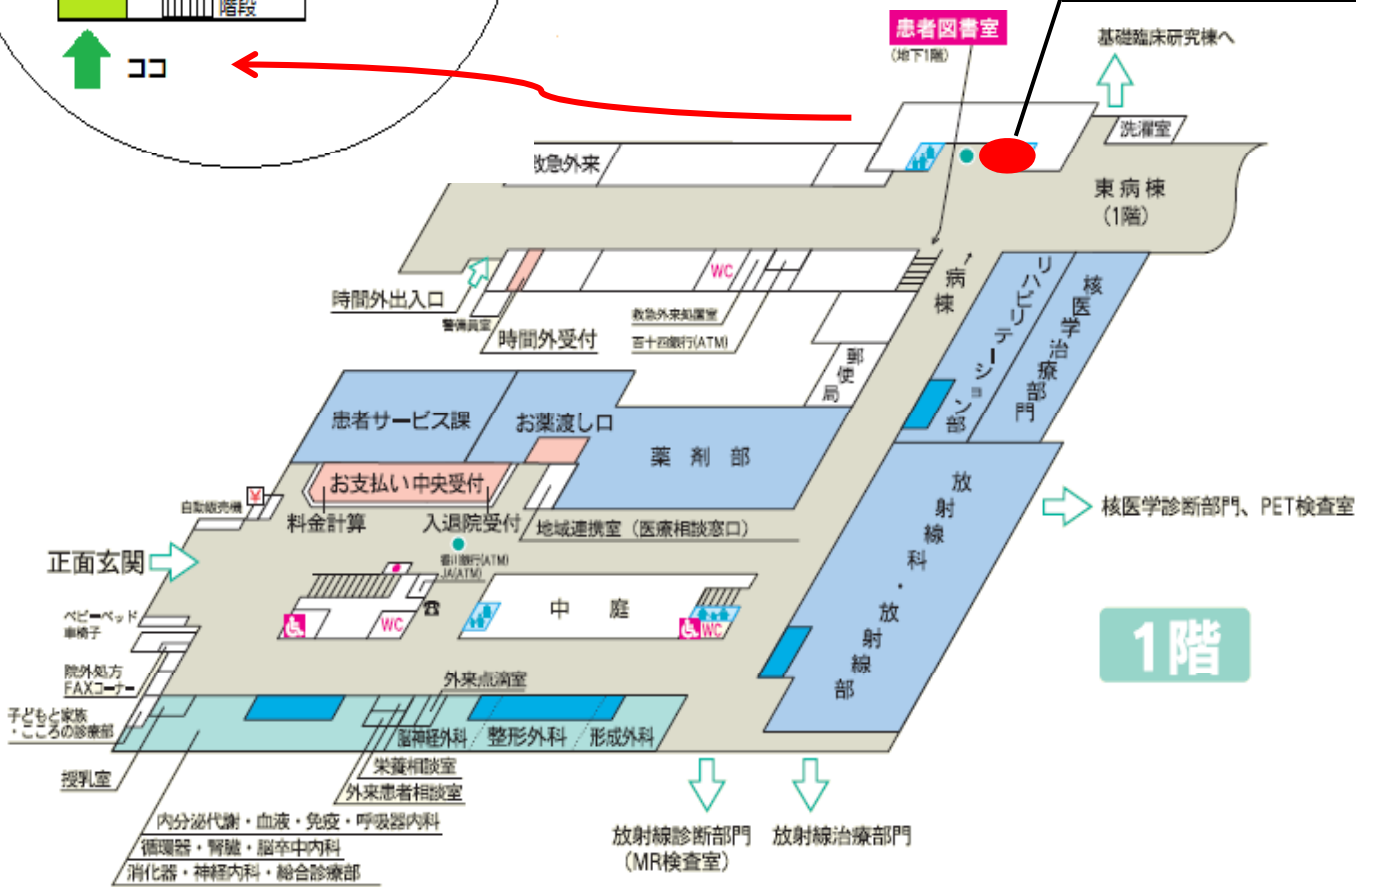 階段
ココ
患者図書室
(地下1階)
基礎臨床研究棟へ
洗濯室
救急外来
東病棟
(1階)
時間外出入口
警備員室
時間外受付
WC
救急外来処置室
百十四銀行(ATM)
病棟
郵便局
リハビリテーション部
核医学治療部門
患者サービス課
お薬渡し口
薬剤部
お支払い 中央受付
自動販売機
¥
料金計算
入退院受付
地域連携室(医療相談窓口)
放射線科・放射線部
核医学診断部門、PET検査室
正面玄関
香川銀行(ATM)
JA(ATM)
ベビーベッド
車椅子
WC
中庭
WC
1階
院外処方
FAXコーナー
外来点滴室
子どもと家族
・こころの診療部
脳神経外科
整形外科
形成外科
授乳室
栄養相談室
外来患者相談室
内分泌代謝・血液・免疫・呼吸器内科
循環器・腎臓・脳卒中内科
消化器・神経内科・総合診療部
放射線診断部門
(MR検査室)
放射線治療部門